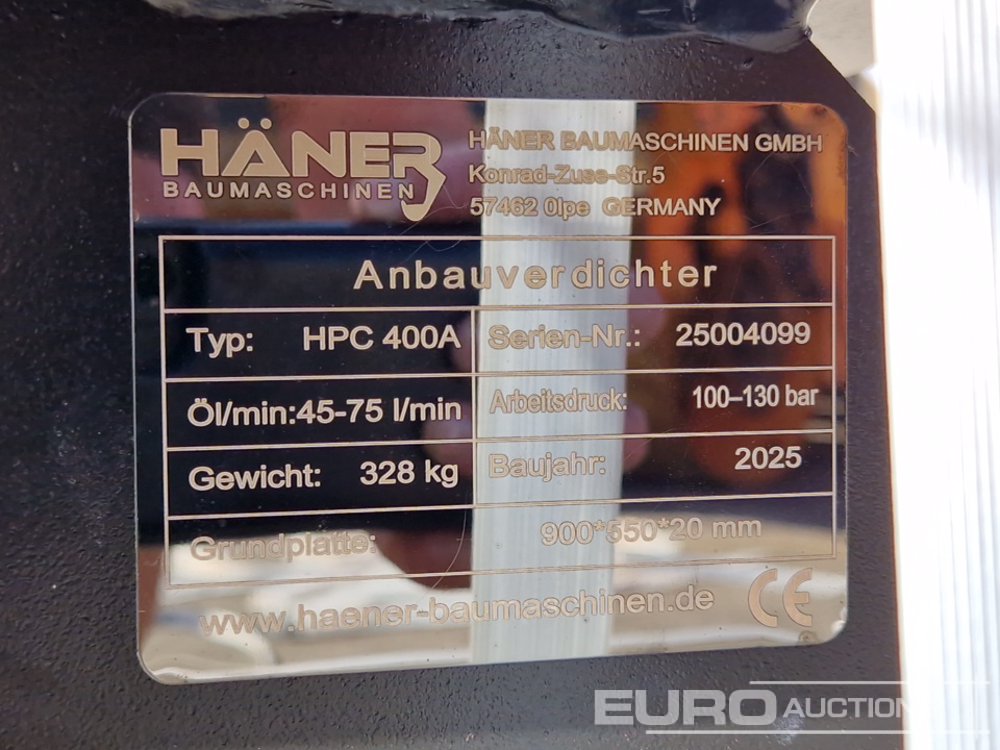 HÄNER
BAUMASCHINEN
HÄNER BAUMASCHINEN GMBH
Konrad-Zuse-Str.5
57462 Olpe GERMANY
Anbauverdichter
Typ: HPC 400A Serien-Nr.: 25004099
Öl/min:45-75 l/min Arbeitsdruck: 100–130 bar
Gewicht: 328 kg Baujahr: 2025
Grundplatte: 900*550*20 mm
www.haener-baumaschinen.de CE
EURO AUCTIONS